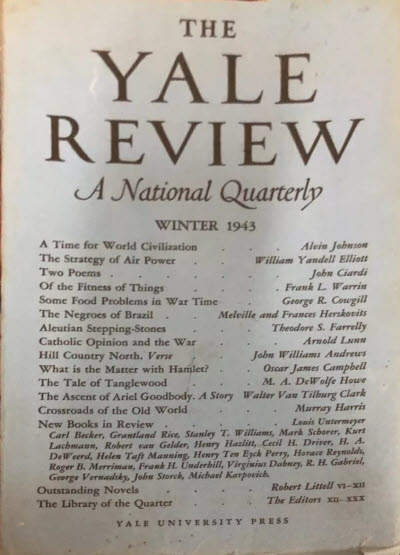 THE
YALE
REVIEW
A National Quarterly
WINTER 1943
A Time for World Civilization . . . Alvin Johnson
The Strategy of Air Power . . . William Yandell Elliott
Two Poems . . . . . . John Ciardi
Of the Fitness of Things . . . . Frank L. Warrin
Some Food Problems in War Time . . George R. Cowgill
The Negroes of Brazil . . Melville and Frances Herskovits
Aleutian Stepping-Stones . . . Theodore S. Farrelly
Catholic Opinion and the War . . . Arnold Lunn
Hill Country North. Verse . . John Williams Andrews
What is the Matter with Hamlet? . Oscar James Campbell
The Tale of Tanglewood . . M. A. DeWolfe Howe
The Ascent of Ariel Goodbody. A Story Walter Van Tilburg Clark
Crossroads of the Old World . . . Murray Harris
New Books in Review . . . . Louis Untermeyer
Carl Becker, Grantland Rice, Stanley T. Williams, Mark Schorer, Kurt
Lachmann, Robert van Gelder, Henry Hazlitt, Cecil H. Driver, H. A.
DeWeerd, Helen Taft Manning, Henry Ten Eyck Perry, Horace Reynolds,
Roger B. Merriman, Frank H. Underhill, Virginius Dabney, R. H. Gabriel,
George Vernadsky, John Storck, Michael Karpovich.
Outstanding Novels . . . . Robert Littell VI-XII
The Library of the Quarter . . . The Editors XII-XXX
YALE UNIVERSITY PRESS